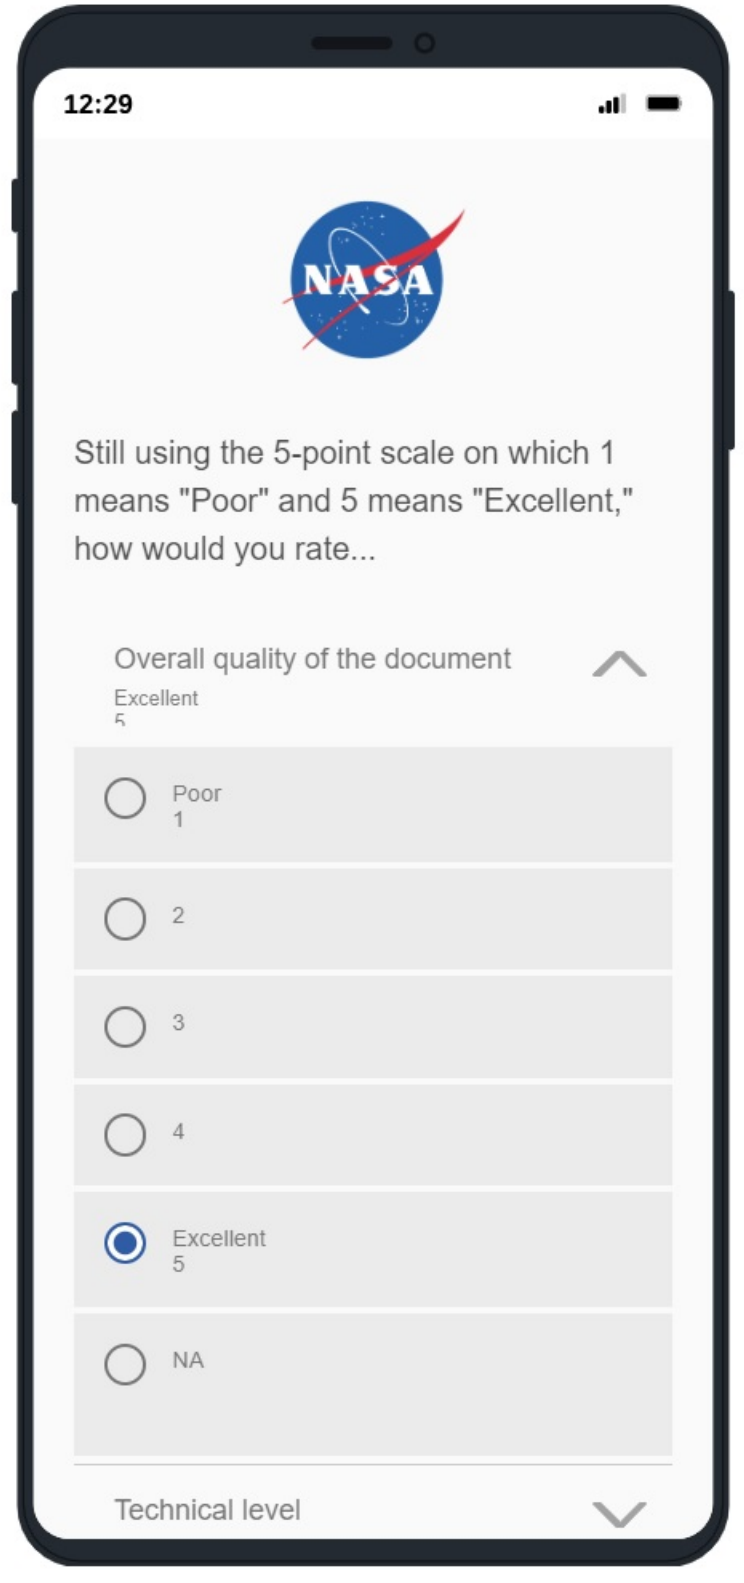 12:29
NASA
Still using the 5-point scale on which 1
means "Poor" and 5 means "Excellent,"
how would you rate...
Overall quality of the document
Excellent
5
Poor
1
2
3
4
Excellent
5
NA
Technical level